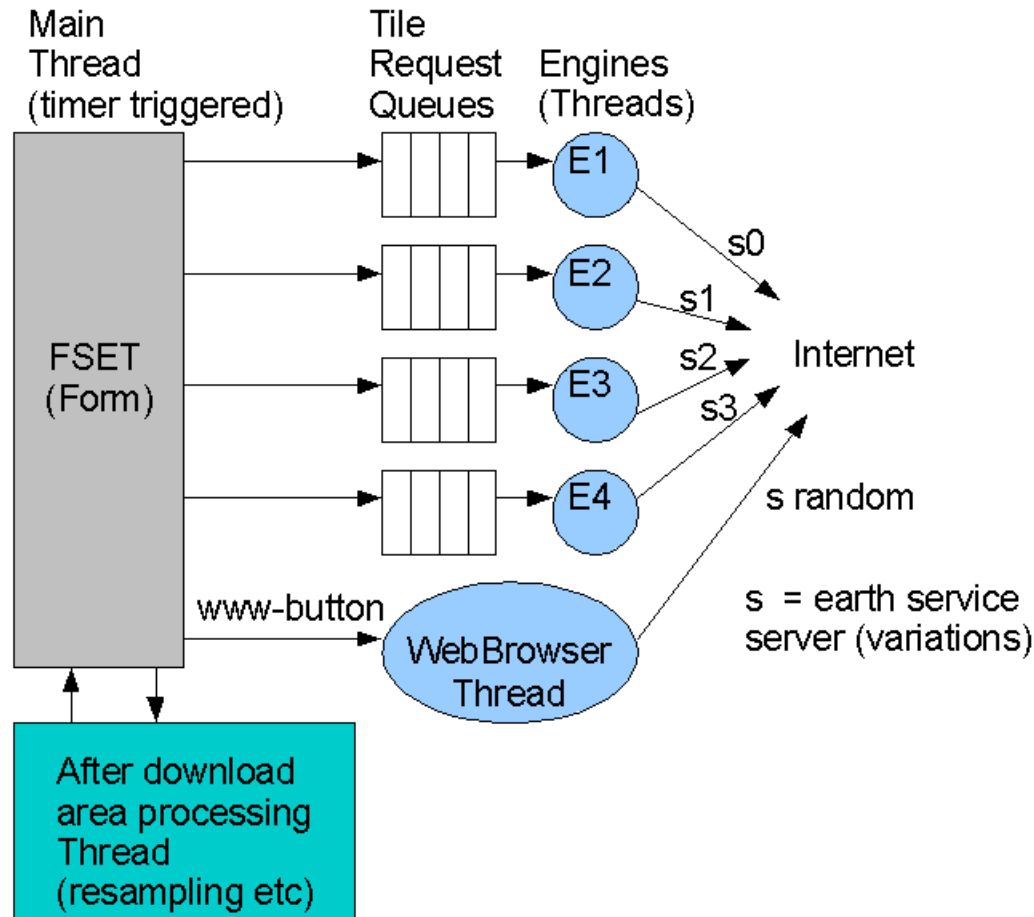 Main
Thread
(timer triggered)
Tile
Request
Queues
Engines
(Threads)
E1
s0
E2
s1
FSET
(Form)
Internet
E3
s2
s3
E4
s random
www-button
WebBrowser
Thread
s = earth service
server (variations)
After download
area processing
Thread
(resampling etc)